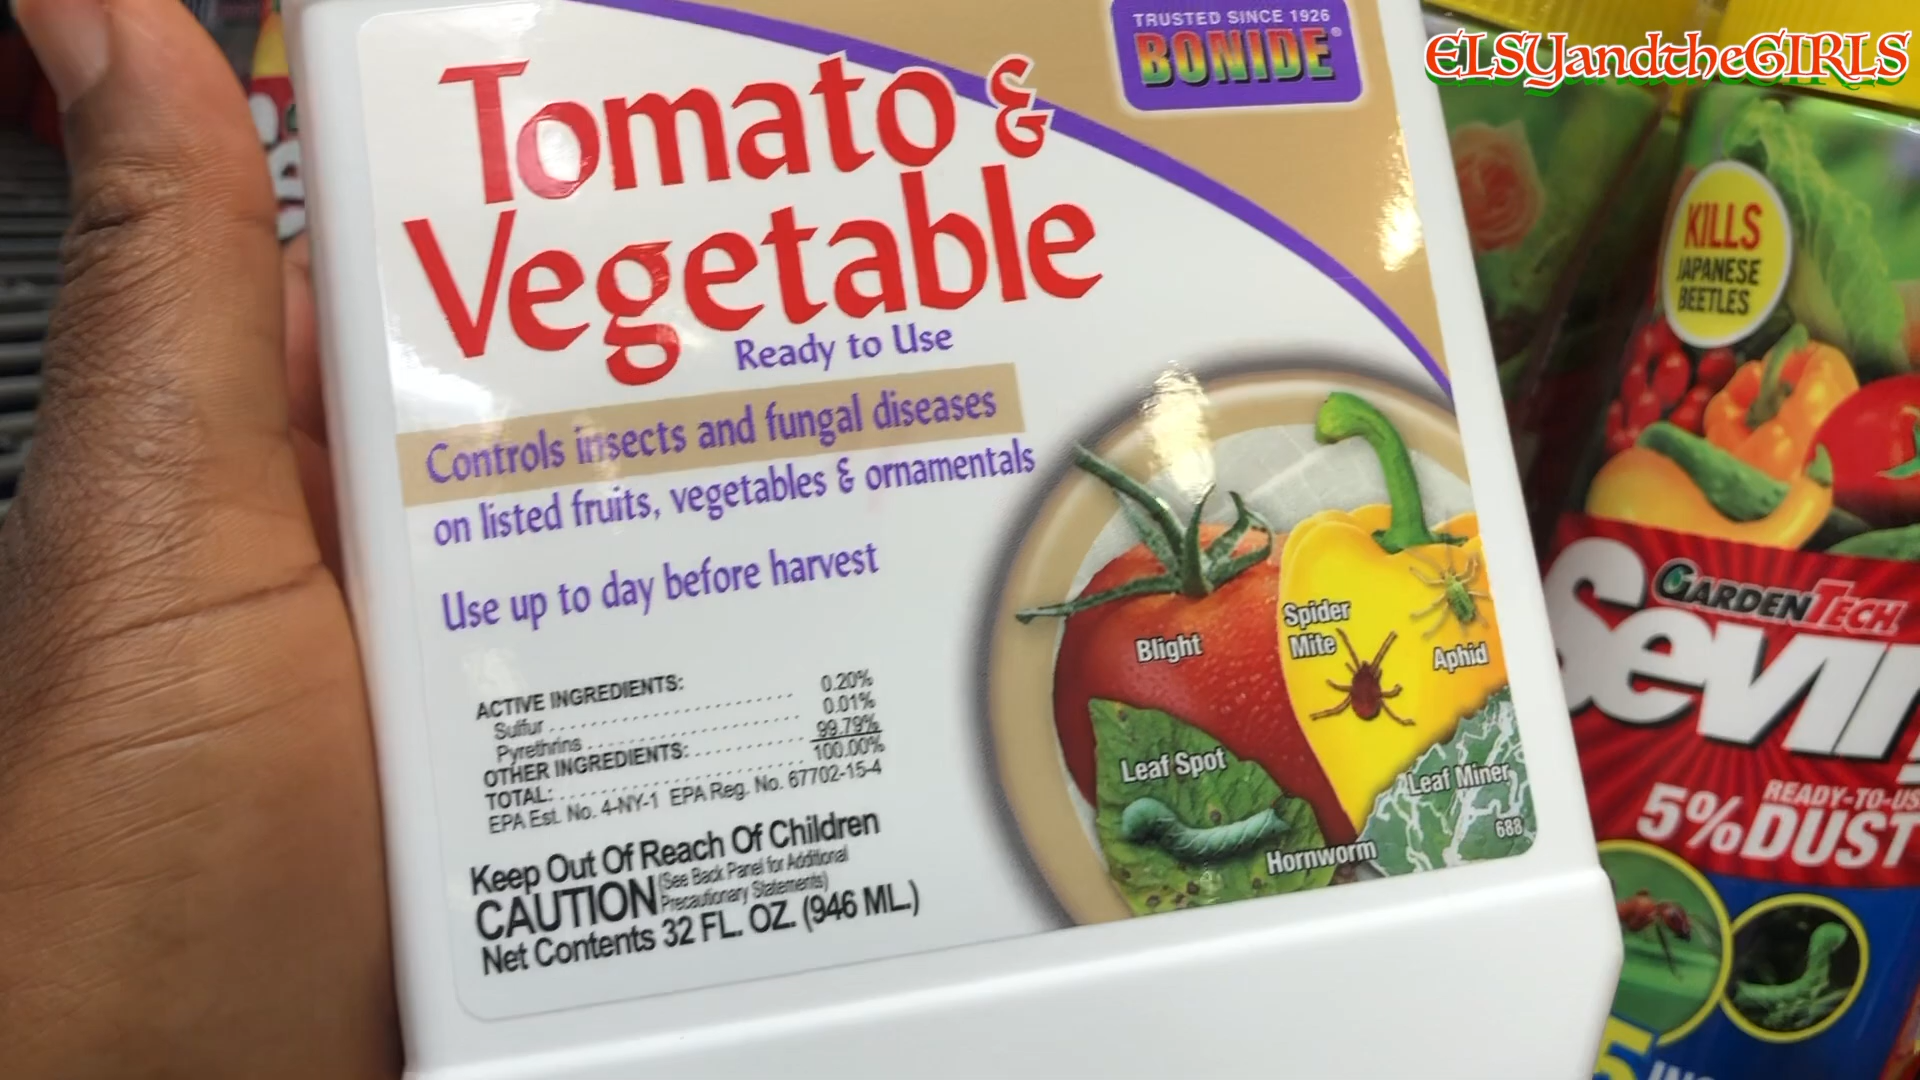 TRUSTED SINCE 1926
BONIDE®
ELSYandtheGIRLS
Tomato &
Vegetable
Ready to Use
Controls insects and fungal diseases
on listed fruits, vegetables & ornamentals
Use up to day before harvest
ACTIVE INGREDIENTS:
Sulfur .................... 0.20%
Pyrethrins .................... 0.01%
OTHER INGREDIENTS: ............ 99.79%
TOTAL: .................... 100.00%
EPA Est. No. 4-NY-1 EPA Reg. No. 67702-15-4
Keep Out Of Reach Of Children
CAUTION (See Back Panel for Additional
Precautionary Statements)
Net Contents 32 FL. OZ. (946 ML.)
Blight
Spider
Mite
Aphid
Leaf Spot
Leaf Miner
688
Hornworm
KILLS
JAPANESE
BEETLES
GARDENTECH
Sevin
READY-TO-US
5% DUST